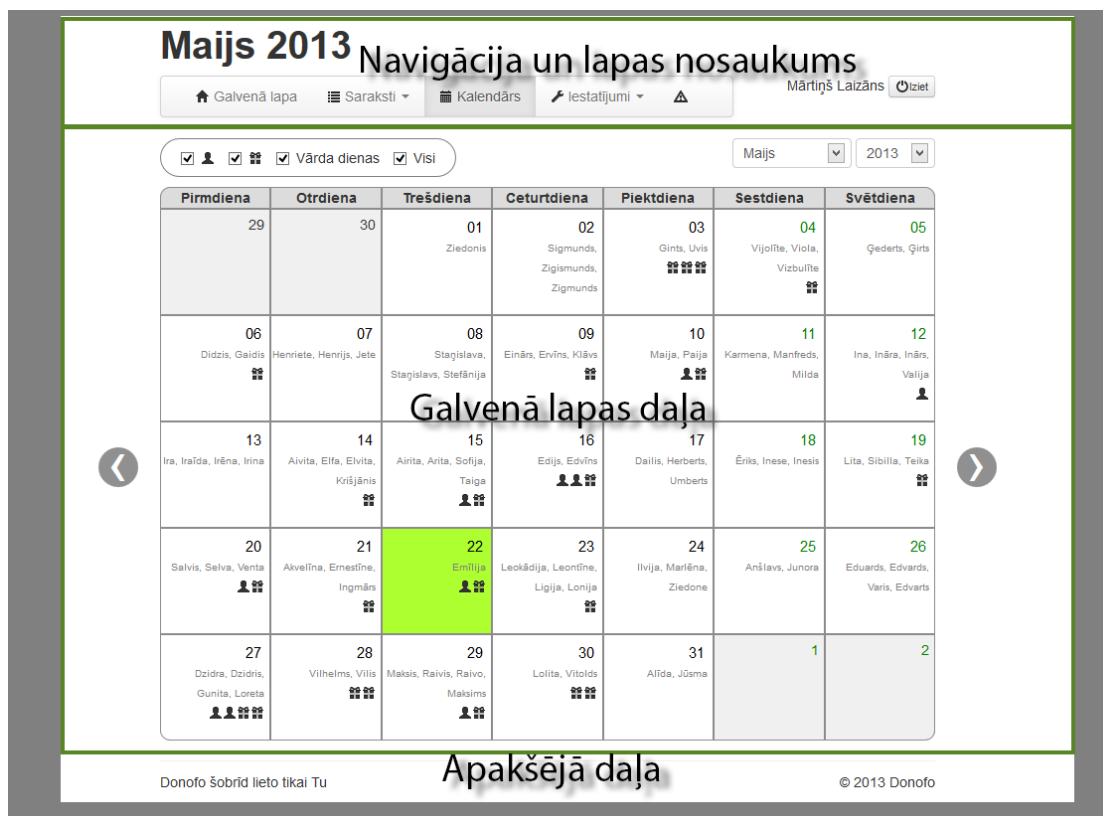 Maijs 2013
Navigācija un lapas nosaukums
Galvenā lapa Saraksti Kalendārs Iestatījumi
Mārtiņš Laizāns Iziet
Vārda dienas Visi
Maijs 2013
Pirmdiena Otrdiena Trešdiena Ceturtdiena Piektdiena Sestdiena Svētdiena
29 30 01 02 03 04 05
Ziedonis Sigmunds, Gints, Uvis Vijolīte, Viola, Ģederts, Ģirts
Zigismunds, Vizbulīte
Zigmunds
06 07 08 09 10 11 12
Didzis, Gaidis Henriete, Henrijs, Jete Staņislava, Einārs, Ervīns, Klāvs Maija, Paija Karmena, Manfreds, Ina, Ināra, Inārs,
Staņislavs, Stefānija Milda Valija
Galvenā lapas daļa
13 14 15 16 17 18 19
Ira, Iraīda, Irēna, Irina Aivita, Elfa, Elvita, Airita, Arita, Sofija, Edijs, Edvīns Dailis, Herberts, Ēriks, Inese, Inesis Lita, Sibilla, Teika
Krišjānis Taiga Umberts
❮ ❯
20 21 22 23 24 25 26
Salvis, Selva, Venta Akvelīna, Ernestīne, Emīlija Leokādija, Leontīne, Ilvija, Marlēna, Anšlavs, Junora Eduards, Edvards,
Ingmārs Ligija, Lonija Ziedone Varis, Edvarts
27 28 29 30 31 1 2
Dzidra, Dzidris, Vilhelms, Vilis Maksis, Raivis, Raivo, Lolita, Vitolds Alīda, Jūsma
Gunita, Loreta Maksims
Apakšējā daļa
Donofo šobrīd lieto tikai Tu © 2013 Donofo